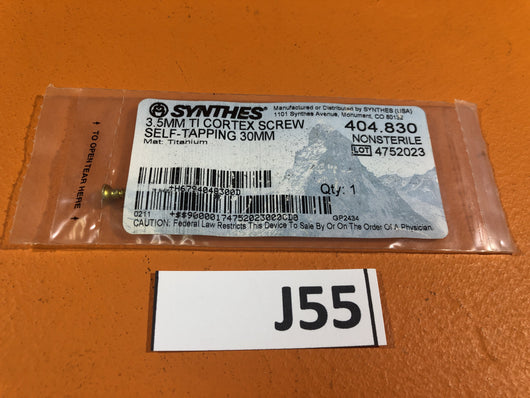 SYNTHES®
Manufactured or Distributed by SYNTHES (USA)
1101 Synthes Avenue, Monument, CO 80132
3.5MM TI CORTEX SCREW
SELF-TAPPING 30MM
Mat: Titanium
404.830
NONSTERILE
LOT 4752023
+H6794048300D
Qty: 1
0211
+$$90000174752023000CD0
GP2434
CAUTION: Federal Law Restricts This Device To Sale By Or On The Order Of A Physician.
TO OPEN TEAR HERE
J55